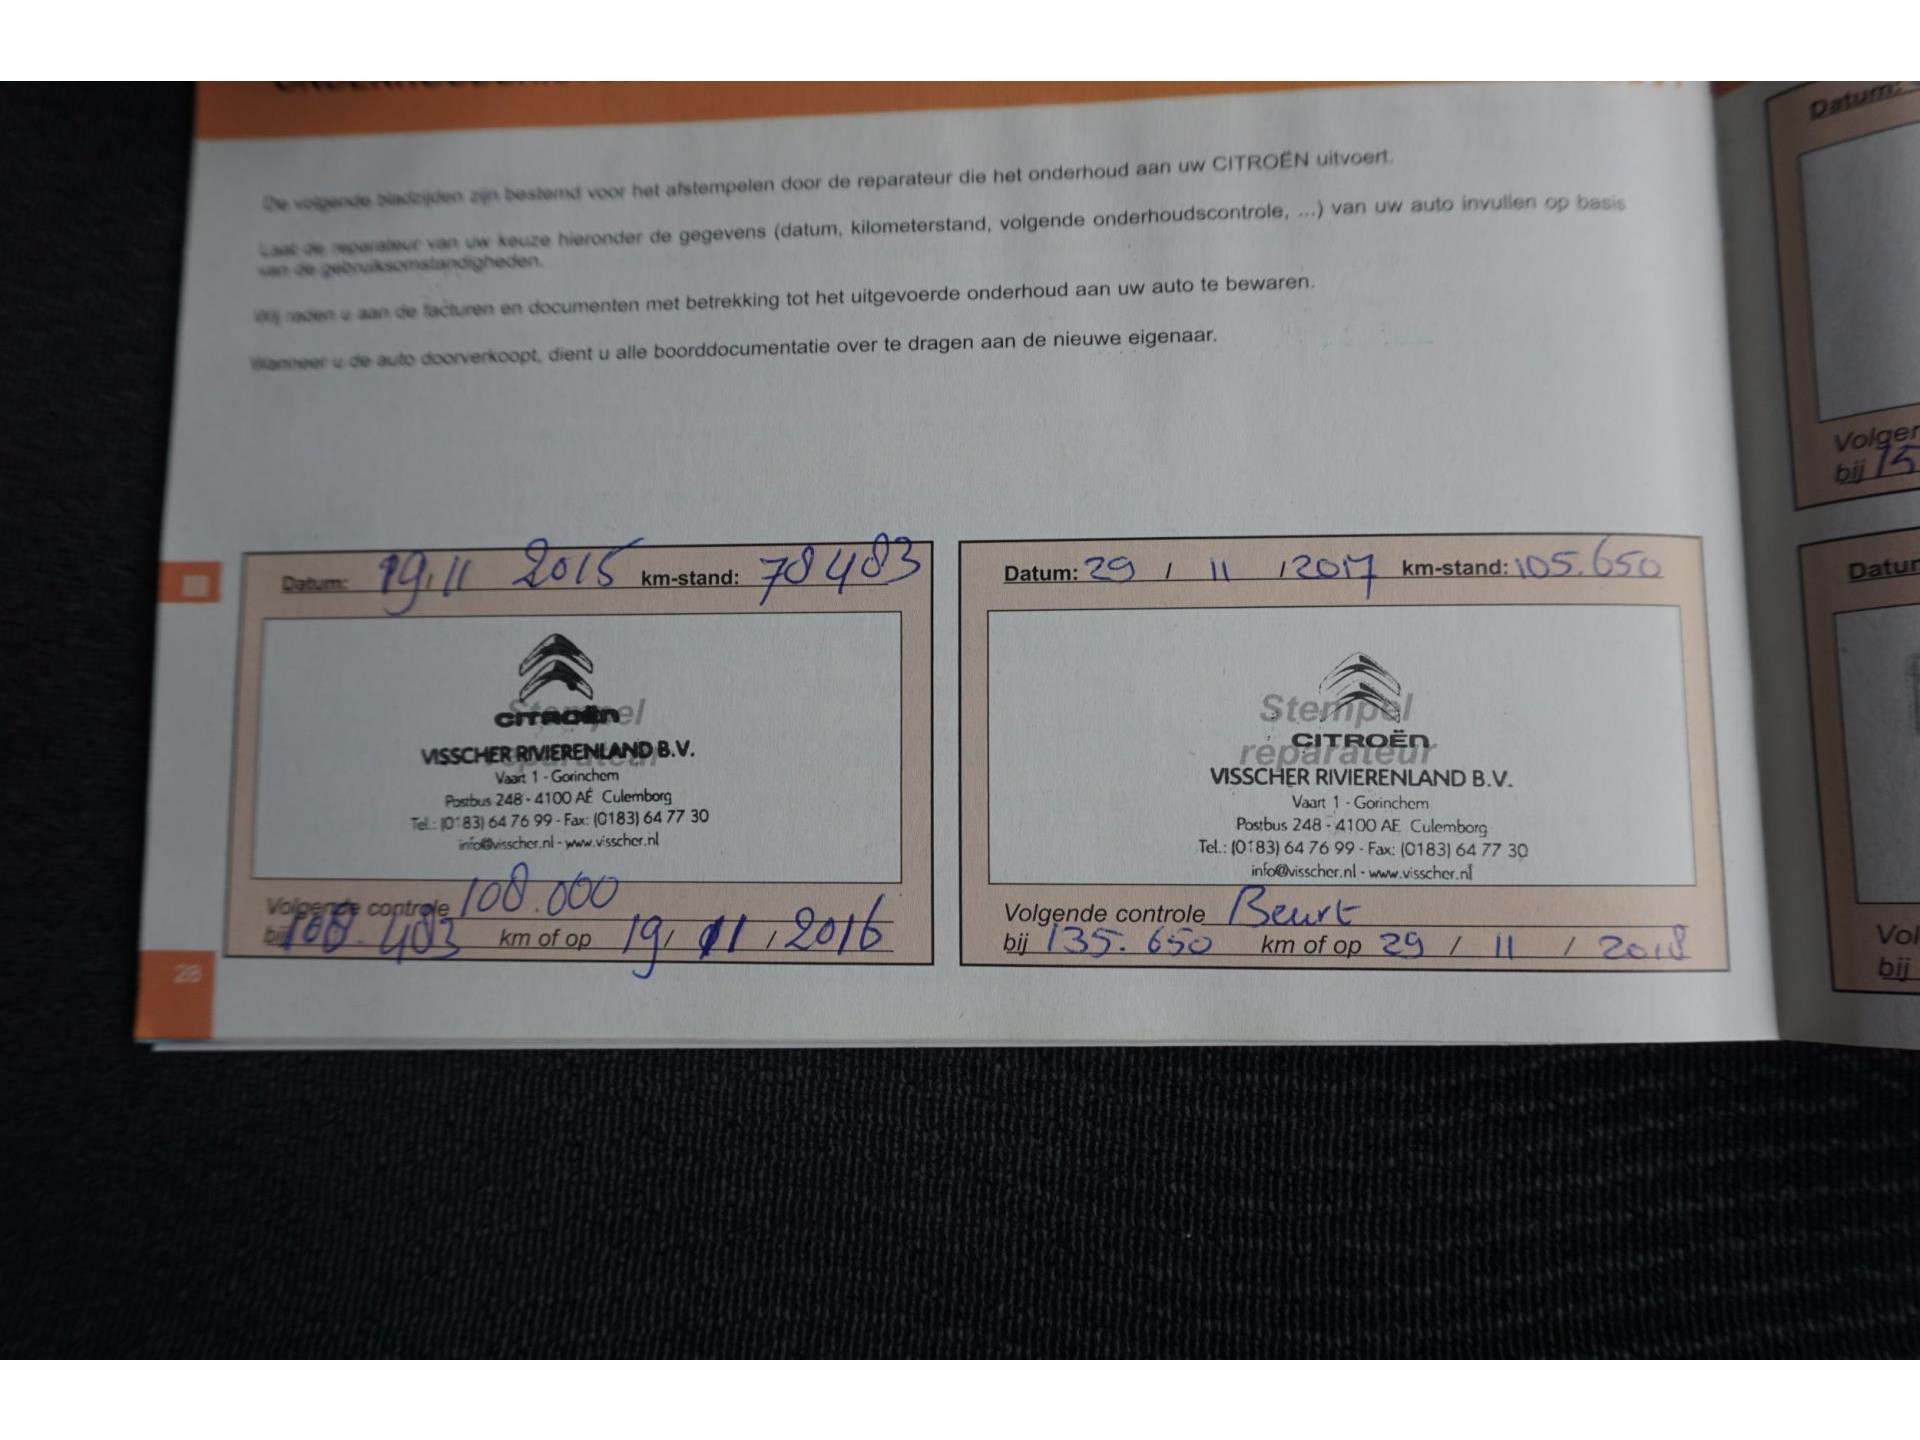 De volgende bladzijden zijn bestemd voor het afstempelen door de reparateur die het onderhoud aan uw CITROËN uitvoert.
Laat de reparateur van uw keuze hieronder de gegevens (datum, kilometerstand, volgende onderhoudscontrole, ...) van uw auto invullen op basis
van de gebruiksomstandigheden.
Wij raden u aan de facturen en documenten met betrekking tot het uitgevoerde onderhoud aan uw auto te bewaren.
Wanneer u de auto doorverkoopt, dient u alle boorddocumentatie over te dragen aan de nieuwe eigenaar.
Datum: 19/11 2015 km-stand: 78483
Stempel
reparateur
CITROËN
VISSCHER RIVIERENLAND B.V.
Vaart 1 - Gorinchem
Postbus 248 - 4100 AE Culemborg
Tel.: (0183) 64 76 99 - Fax: (0183) 64 77 30
info@visscher.nl - www.visscher.nl
Volgende controle 108.000
bij 108.483 km of op 19/11/2016
Datum: 29 / 11 / 2017 km-stand: 105.650
Stempel
reparateur
CITROËN
VISSCHER RIVIERENLAND B.V.
Vaart 1 - Gorinchem
Postbus 248 - 4100 AE Culemborg
Tel.: (0183) 64 76 99 - Fax: (0183) 64 77 30
info@visscher.nl - www.visscher.nl
Volgende controle Beurt
bij 135.650 km of op 29 / 11 / 2018
28
Datum:
bij 15
bij